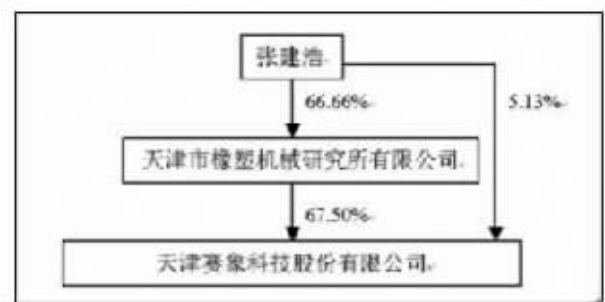 张建浩
66.66%
5.13%
天津市橡塑机械研究所有限公司
67.50%
天津赛象科技股份有限公司